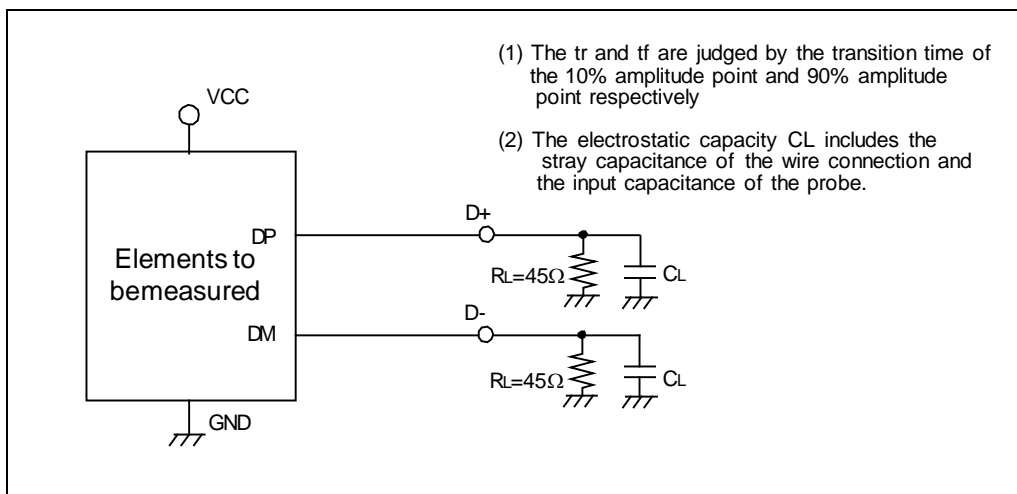 (1) The tr and tf are judged by the transition time of
the 10% amplitude point and 90% amplitude
point respectively
(2) The electrostatic capacity CL includes the
stray capacitance of the wire connection and
the input capacitance of the probe.
VCC
Elements to
bemeasured
DP
DM
GND
D+
RL=45Ω
CL
D-
RL=45Ω
CL